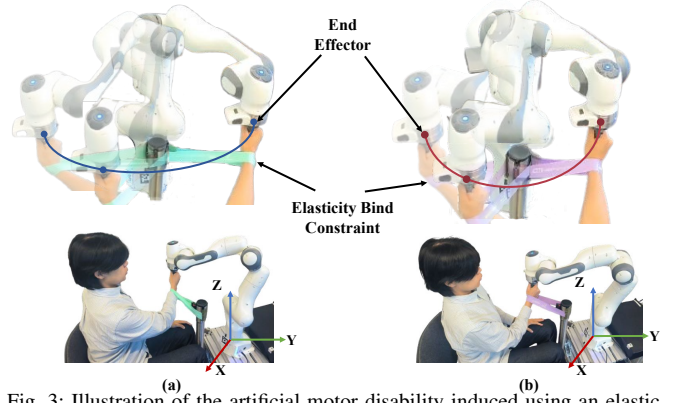 End
Effector
Elasticity Bind
Constraint
Z
Y
X
Z
Y
X
(a)
(b)
Fig. 3: Illustration of the artificial motor disability induced using an elastic